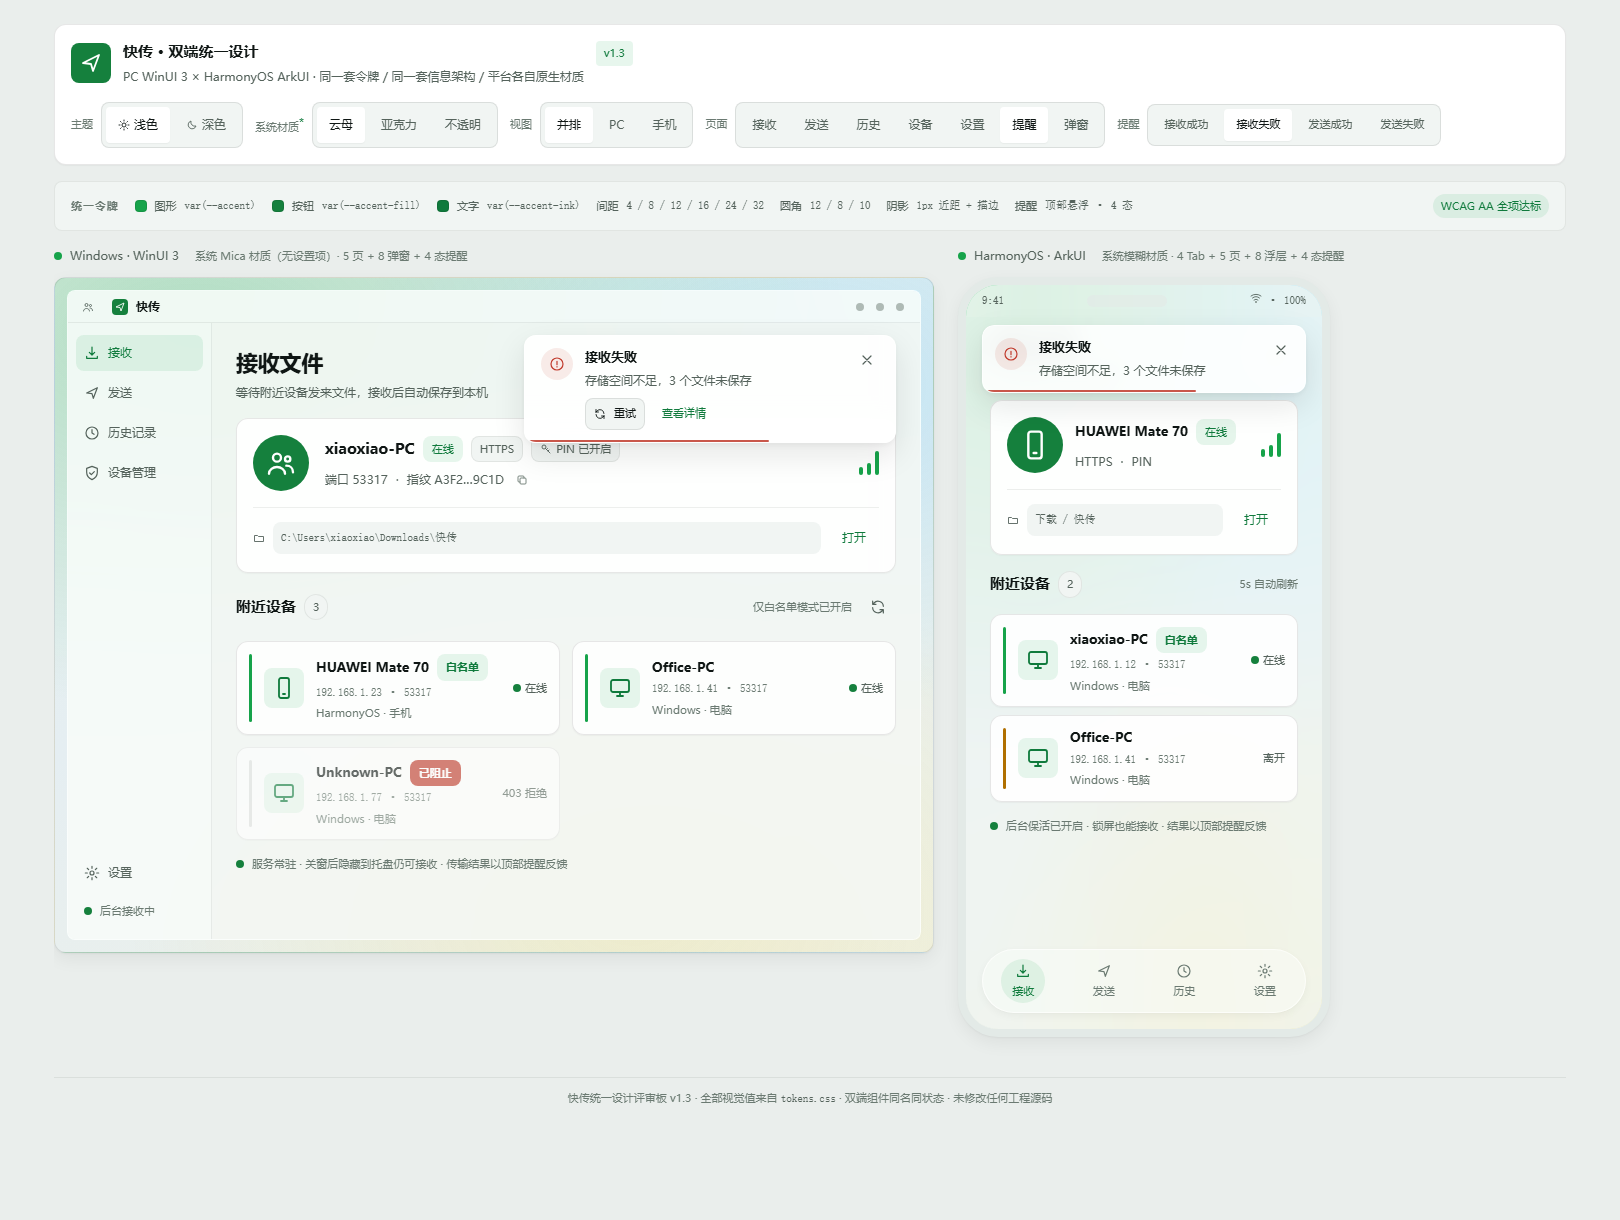 快传 · 双端统一设计
v1.3
PC WinUI 3 × HarmonyOS ArkUI · 同一套令牌 / 同一套信息架构 / 平台各自原生材质
主题 浅色 深色 系统材质* 云母 亚克力 不透明 视图 并排 PC 手机 页面 接收 发送 历史 设备 设置 提醒 弹窗 提醒 接收成功 接收失败 发送成功 发送失败
统一令牌 图形 var(--accent) 按钮 var(--accent-fill) 文字 var(--accent-ink) 间距 4 / 8 / 12 / 16 / 24 / 32 圆角 12 / 8 / 10 阴影 1px 近距 + 描边 提醒 顶部悬浮 · 4 态 WCAG AA 全项达标
Windows · WinUI 3 系统 Mica 材质（无设置项）· 5 页 + 8 弹窗 + 4 态提醒
快传
接收
发送
历史记录
设备管理
设置
后台接收中
接收文件
等待附近设备发来文件，接收后自动保存到本机
接收失败
存储空间不足，3 个文件未保存
重试 查看详情
xiaoxiao-PC 在线 HTTPS PIN 已开启
端口 53317 · 指纹 A3F2…9C1D
C:\Users\xiaoxiao\Downloads\快传 打开
附近设备 3 仅白名单模式已开启
HUAWEI Mate 70 白名单
192.168.1.23 · 53317
HarmonyOS · 手机
在线
Office-PC
192.168.1.41 · 53317
Windows · 电脑
在线
Unknown-PC 已阻止
192.168.1.77 · 53317
Windows · 电脑
403 拒绝
服务常驻 · 关窗后隐藏到托盘仍可接收 · 传输结果以顶部提醒反馈
HarmonyOS · ArkUI 系统模糊材质 · 4 Tab + 5 页 + 8 浮层 + 4 态提醒
9:41 100%
接收失败
存储空间不足，3 个文件未保存
HUAWEI Mate 70 在线
HTTPS · PIN
下载 / 快传 打开
附近设备 2 5s 自动刷新
xiaoxiao-PC 白名单
192.168.1.12 · 53317
Windows · 电脑
在线
Office-PC
192.168.1.41 · 53317
Windows · 电脑
离开
后台保活已开启 · 锁屏也能接收 · 结果以顶部提醒反馈
接收 发送 历史 设置
快传统一设计评审板 v1.3 · 全部视觉值来自 tokens.css · 双端组件同名同状态 · 未修改任何工程源码